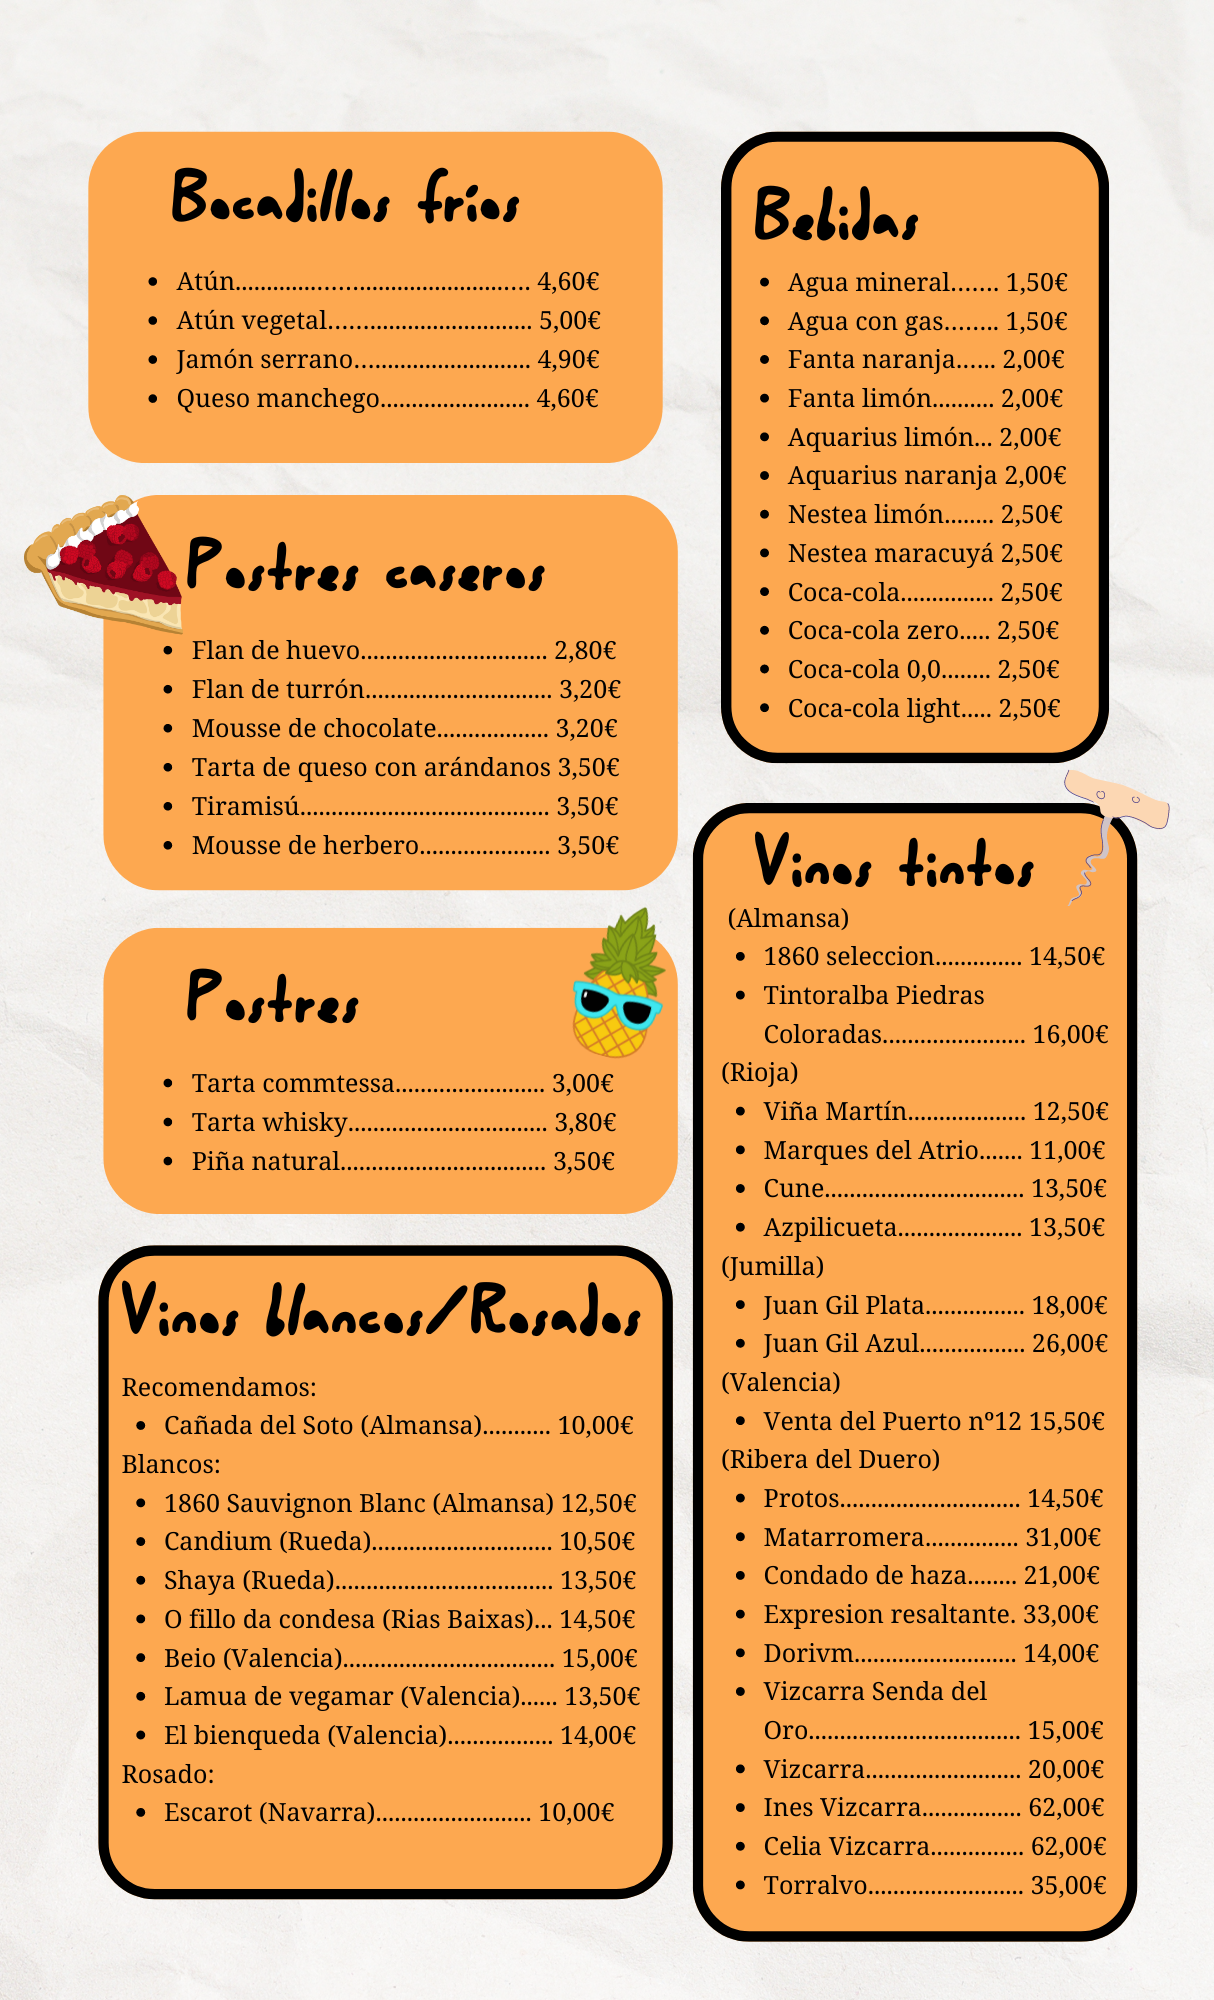 Bocadillos fríos
• Atún.................................................. 4,60€
• Atún vegetal................................. 5,00€
• Jamón serrano............................ 4,90€
• Queso manchego........................ 4,60€
Postres caseros
• Flan de huevo.............................. 2,80€
• Flan de turrón.............................. 3,20€
• Mousse de chocolate.................. 3,20€
• Tarta de queso con arándanos 3,50€
• Tiramisú........................................ 3,50€
• Mousse de herbero..................... 3,50€
Postres
• Tarta commtessa........................ 3,00€
• Tarta whisky................................ 3,80€
• Piña natural................................. 3,50€
Vinos blancos/Rosados
Recomendamos:
• Cañada del Soto (Almansa)........... 10,00€
Blancos:
• 1860 Sauvignon Blanc (Almansa) 12,50€
• Candium (Rueda)............................. 10,50€
• Shaya (Rueda)................................... 13,50€
• O fillo da condesa (Rias Baixas)... 14,50€
• Beio (Valencia).................................. 15,00€
• Lamua de vegamar (Valencia)...... 13,50€
• El bienqueda (Valencia)................. 14,00€
Rosado:
• Escarot (Navarra)......................... 10,00€
Bebidas
• Agua mineral....... 1,50€
• Agua con gas........ 1,50€
• Fanta naranja...... 2,00€
• Fanta limón.......... 2,00€
• Aquarius limón... 2,00€
• Aquarius naranja 2,00€
• Nestea limón........ 2,50€
• Nestea maracuyá 2,50€
• Coca-cola............... 2,50€
• Coca-cola zero..... 2,50€
• Coca-cola 0,0........ 2,50€
• Coca-cola light..... 2,50€
Vinos tintos
(Almansa)
• 1860 seleccion.............. 14,50€
• Tintoralba Piedras
Coloradas....................... 16,00€
(Rioja)
• Viña Martín................... 12,50€
• Marques del Atrio....... 11,00€
• Cune................................ 13,50€
• Azpilicueta.................... 13,50€
(Jumilla)
• Juan Gil Plata................ 18,00€
• Juan Gil Azul................. 26,00€
(Valencia)
• Venta del Puerto nº12 15,50€
(Ribera del Duero)
• Protos............................. 14,50€
• Matarromera............... 31,00€
• Condado de haza........ 21,00€
• Expresion resaltante. 33,00€
• Dorivm.......................... 14,00€
• Vizcarra Senda del
Oro.................................. 15,00€
• Vizcarra......................... 20,00€
• Ines Vizcarra................ 62,00€
• Celia Vizcarra............... 62,00€
• Torralvo......................... 35,00€